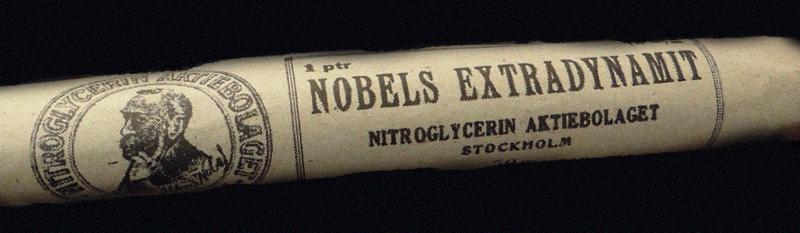 NITROGLYCERIN AKTIEBOLAGET
1 ptr
NOBELS EXTRADYNAMIT
NITROGLYCERIN AKTIEBOLAGET
STOCKHOLM